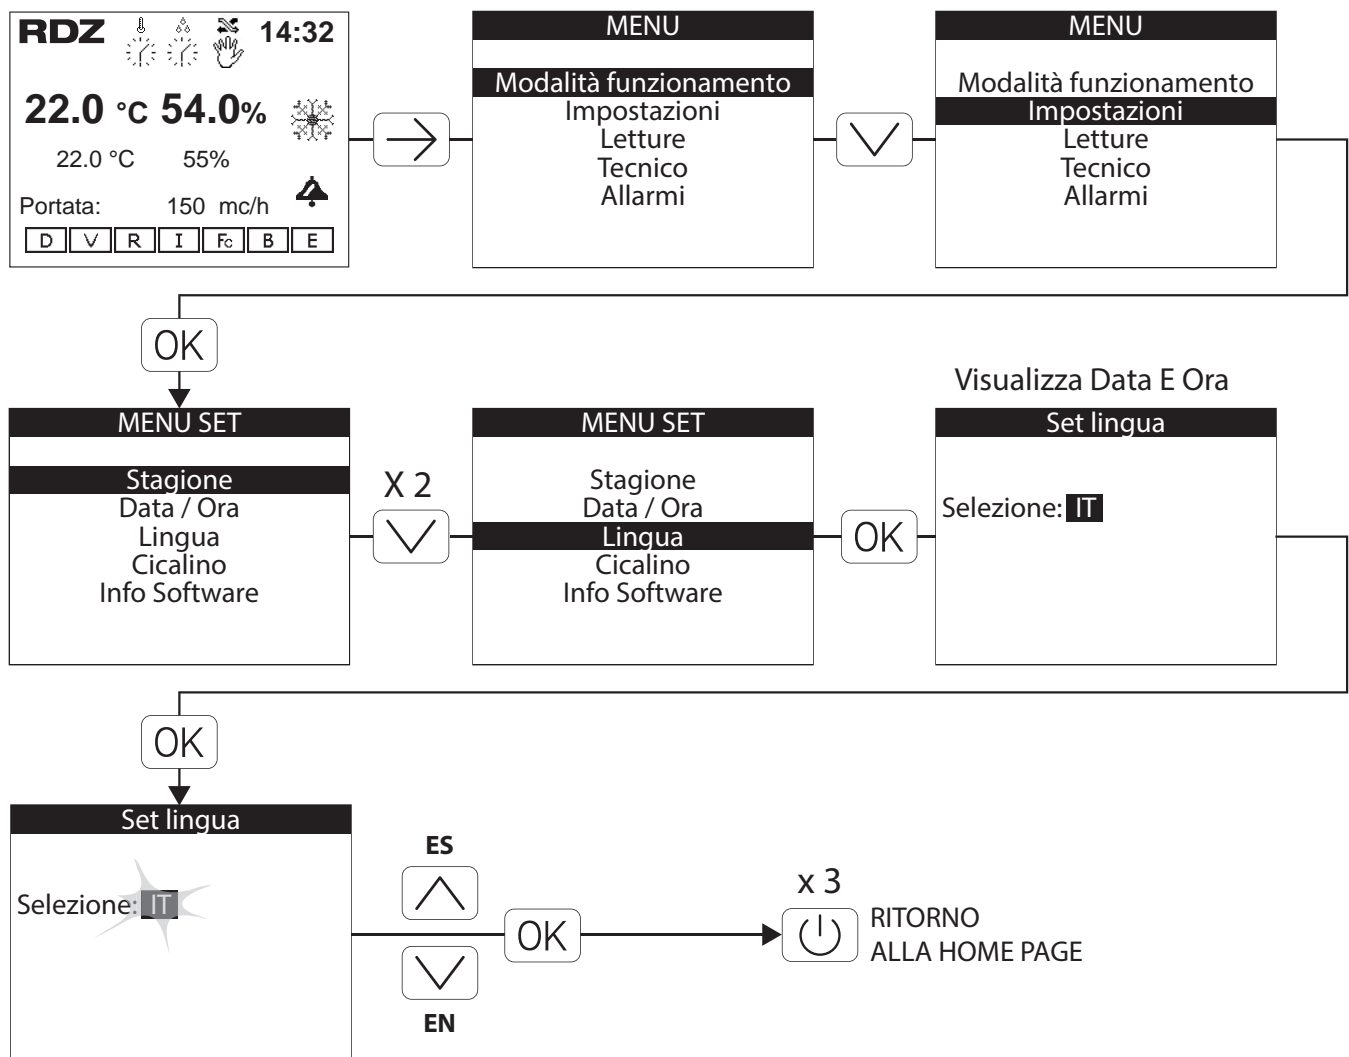 RDZ 14:32
22.0 °C 54.0%
22.0 °C 55%
Portata: 150 mc/h
D V R I Fc B E
MENU
Modalità funzionamento
Impostazioni
Letture
Tecnico
Allarmi
MENU
Modalità funzionamento
Impostazioni
Letture
Tecnico
Allarmi
OK
MENU SET
Stagione
Data / Ora
Lingua
Cicalino
Info Software
X 2
MENU SET
Stagione
Data / Ora
Lingua
Cicalino
Info Software
OK
Visualizza Data E Ora
Set lingua
Selezione: IT
OK
Set lingua
Selezione: IT
ES
EN
OK
x 3
RITORNO
ALLA HOME PAGE